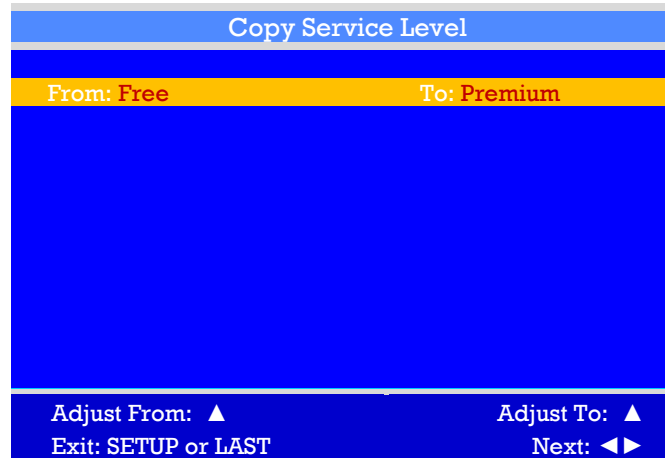 Copy Service Level
From: Free To: Premium
Adjust From: ▲ Adjust To: ▲
Exit: SETUP or LAST Next: ◄►